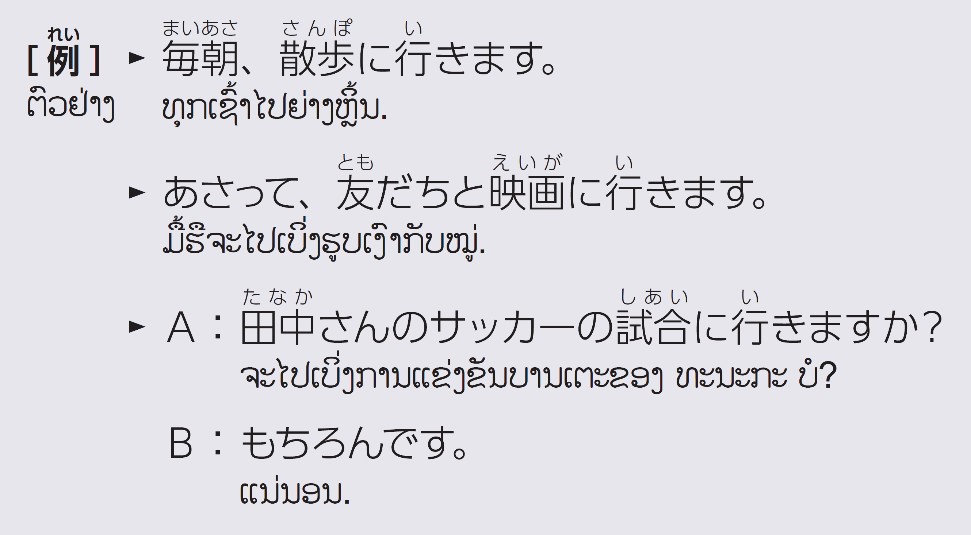 れい
[ 例 ]
ຕົວຢ່າງ
まいあさ さんぽ い
► 毎朝、散歩に行きます。
ທຸກເຊົ້າໄປຍ່າງຫຼິ້ນ.
とも えいが い
► あさって、友だちと映画に行きます。
ມື້ຮືຈະໄປເບິ່ງຮູບເງົາກັບໝູ່.
たなか しあい い
► A：田中さんのサッカーの試合に行きますか？
ຈະໄປເບິ່ງການແຂ່ງຂັນບານເຕະຂອງ ທະນະກະ ບໍ?
B：もちろんです。
ແນ່ນອນ.